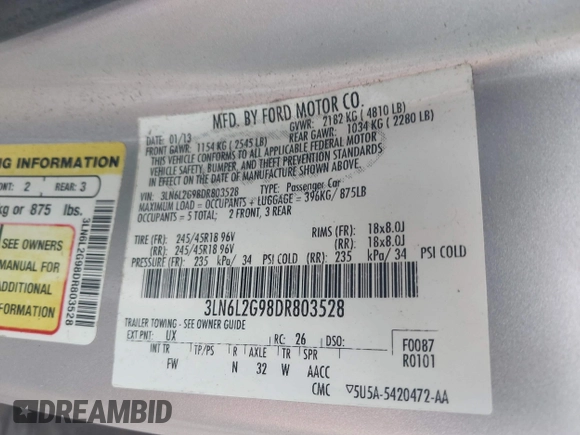 MFD. BY FORD MOTOR CO.
DATE: 01/13
GVWR: 2182 KG ( 4810 LB)
FRONT GAWR: 1154 KG ( 2545 LB)
REAR GAWR: 1034 KG ( 2280 LB)
THIS VEHICLE CONFORMS TO ALL APPLICABLE FEDERAL MOTOR
VEHICLE SAFETY, BUMPER, AND THEFT PREVENTION STANDARDS
IN EFFECT ON THE DATE OF MANUFACTURE SHOWN ABOVE.
VIN: 3LN6L2G98DR803528 TYPE: Passenger Car
MAXIMUM LOAD = OCCUPANTS + LUGGAGE = 396KG/875LB
OCCUPANTS = 5 TOTAL; 2 FRONT, 3 REAR
TIRE (FR): 245/45R18 96V RIMS (FR): 18x8.0J
(RR): 245/45R18 96V (RR): 18x8.0J
PRESSURE (FR): 235 kPa/ 34 PSI COLD (RR): 235 kPa/ 34 PSI COLD
3LN6L2G98DR803528
TRAILER TOWING - SEE OWNER GUIDE
EXT PNT: UX RC: 26 DSO: F0087
R0101
INT TR TP/PS R AXLE TR SPR
FW N 32 W AACC
CMC ▽5U5A-5420472-AA
NG INFORMATION
ONT: 2 REAR: 3
kg or 875 lbs.
SEE OWNERS
MANUAL FOR
ADDITIONAL
INFORMATION
3LN6L2G98DR803528
DREAMBID